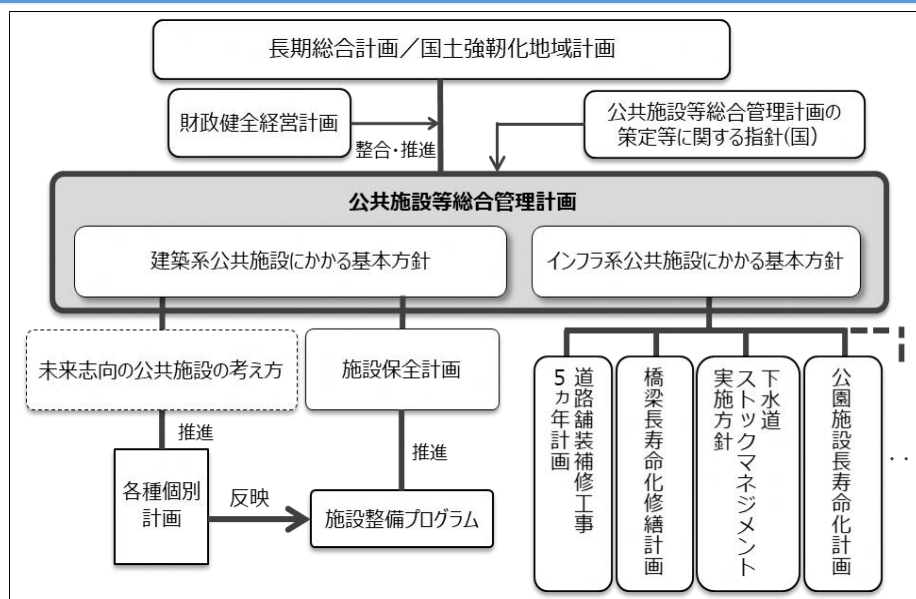 長期総合計画／国土強靭化地域計画
財政健全経営計画
整合・推進
公共施設等総合管理計画の
策定等に関する指針(国)
公共施設等総合管理計画
建築系公共施設にかかる基本方針
インフラ系公共施設にかかる基本方針
未来志向の公共施設の考え方
施設保全計画
推進
推進
各種個別
計画
反映
施設整備プログラム
道路舗装補修工事
5ヵ年計画
橋梁長寿命化修繕計画
下水道
ストックマネジメント
実施方針
公園施設長寿命化計画
‥